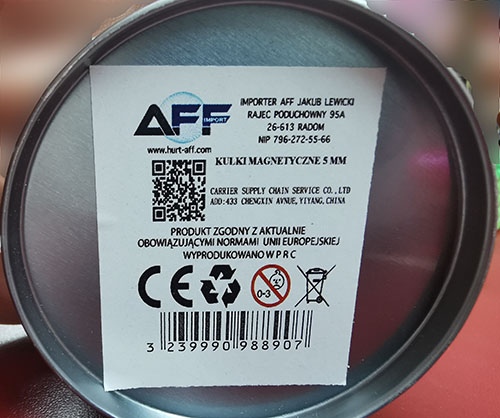 AFF
IMPORT
www.hurt-aff.com
IMPORTER AFF JAKUB LEWICKI
RAJEC PODUCHOWNY 95A
26-613 RADOM
NIP 796-272-55-66
KULKI MAGNETYCZNE 5 MM
CARRIER SUPPLY CHAIN SERVICE CO.,LTD
ADD:433 CHENGXIN AVNUE,YIYANG,CHINA
PRODUKT ZGODNY Z AKTUALNIE
OBOWIĄZUJĄCYMI NORMAMI UNII EUROPEJSKIEJ
WYPRODUKOWANO W P R C
CE
0-3
3 239990 988907